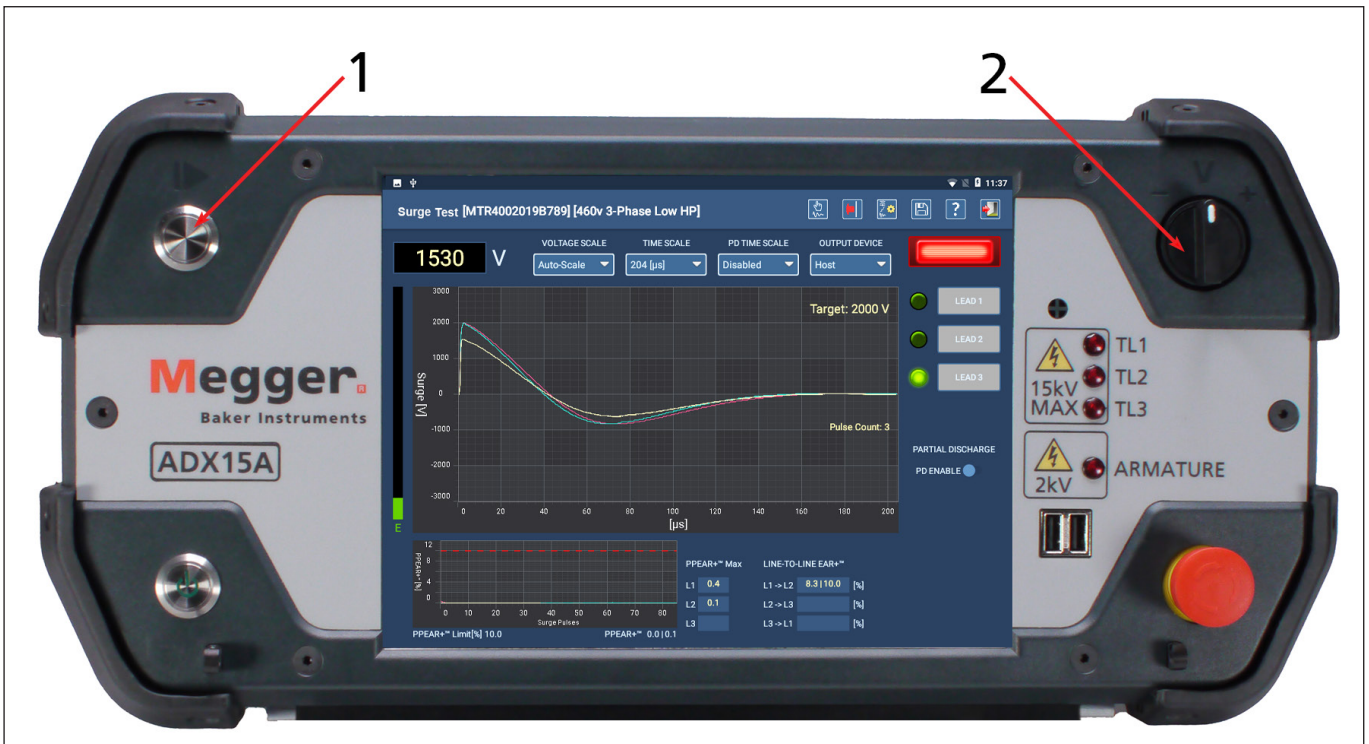 1
2
V
- +
11:37
Surge Test [MTR4002019B789] [460v 3-Phase Low HP]
?
1530 V
VOLTAGE SCALE
Auto-Scale
TIME SCALE
204 [µs]
PD TIME SCALE
Disabled
OUTPUT DEVICE
Host
3000
2000
1000
0
-1000
-2000
-3000
Surge [V]
Target: 2000 V
Pulse Count: 3
0 20 40 60 80 100 120 140 160 180 200
[µs]
E
LEAD 1
LEAD 2
LEAD 3
PARTIAL DISCHARGE
PD ENABLE
12
8
4
0
PPEAR+™ [%]
0 10 20 30 40 50 60 70 80
Surge Pulses
PPEAR+™ Limit[%] 10.0
PPEAR+™ 0.0|0.1
PPEAR+™ Max
L1 0.4
L2 0.1
L3
LINE-TO-LINE EAR+™
L1 -> L2 8.3|10.0 [%]
L2 -> L3 [%]
L3 -> L1 [%]
Megger®
Baker Instruments
ADX15A
15kV
MAX
TL1
TL2
TL3
2kV
ARMATURE